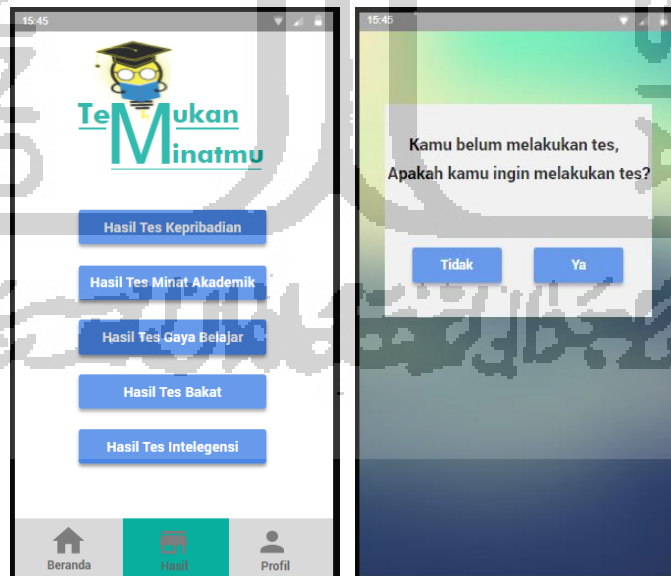 15:45
Temukan
Minatmu
Hasil Tes Kepribadian
Hasil Tes Minat Akademik
Hasil Tes Gaya Belajar
Hasil Tes Bakat
Hasil Tes Intelegensi
Beranda
Hasil
Profil
15:45
Kamu belum melakukan tes,
Apakah kamu ingin melakukan tes?
Tidak
Ya